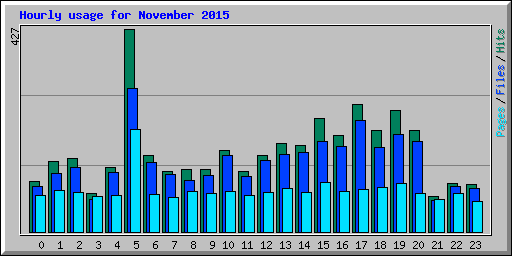 Hourly usage for November 2015
427
Pages / Files / Hits
0 1 2 3 4 5 6 7 8 9 10 11 12 13 14 15 16 17 18 19 20 21 22 23